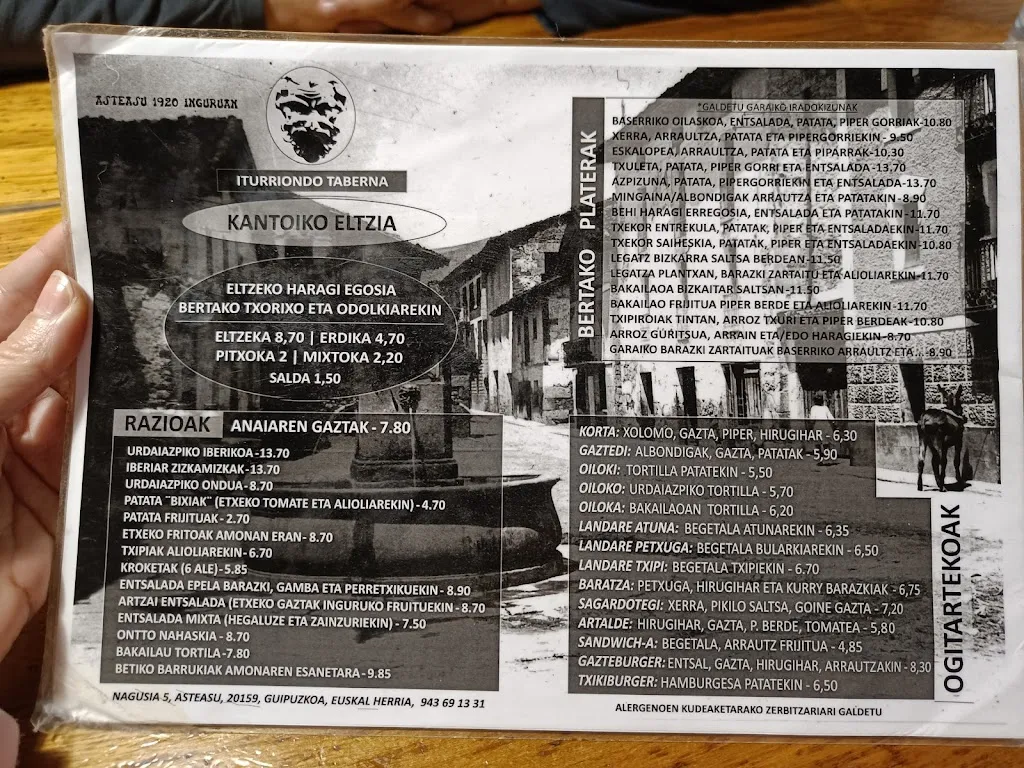 ASTEASU 1920 INGURUAN
ITURRIONDO TABERNA
KANTOIKO ELTZIA
ELTZEKO HARAGI EGOSIA
BERTAKO TXORIXO ETA ODOLKIAREKIN
ELTZEKA 8,70 | ERDIKA 4,70
PITXOKA 2 | MIXTOKA 2,20
SALDA 1,50
RAZIOAK ANAIAREN GAZTAK - 7.80
URDAIAZPIKO IBERIKOA -13.70
IBERIAR ZIZKAMIZKAK -13.70
URDAIAZPIKO ONDUA - 8.70
PATATA ¨BIXIAK¨ (ETXEKO TOMATE ETA ALIOLIAREKIN) - 4.70
PATATA FRIJITUAK - 2.70
ETXEKO FRITOAK AMONAN ERAN - 8.70
TXIPIAK ALIOLIAREKIN - 6.70
KROKETAK (6 ALE) - 5.85
ENTSALADA EPELA BARAZKI, GAMBA ETA PERRETXIKUEKIN - 8.90
ARTZAI ENTSALADA (ETXEKO GAZTAK INGURUKO FRUITUEKIN - 8.70
ENTSALADA MIXTA (HEGALUZE ETA ZAINZURIEKIN) - 7.50
ONTTO NAHASKIA - 8.70
BAKAILAU TORTILA -7.80
BETIKO BARRUKIAK AMONAREN ESANETARA - 9.85
NAGUSIA 5, ASTEASU, 20159, GUIPUZKOA, EUSKAL HERRIA, 943 69 13 31
BERTAKO PLATERAK
*GALDETU GARAIKO IRADOKIZUNAK
BASERRIKO OILASKOA, ENTSALADA, PATATA, PIPER GORRIAK-10.80
XERRA, ARRAULTZA, PATATA ETA PIPERGORRIEKIN - 9.50
ESKALOPEA, ARRAULTZA, PATATA ETA PIPARRAK -10.30
TXULETA, PATATA, PIPER GORRI ETA ENTSALADA -13,70
AZPIZUNA, PATATA, PIPERGORRIEKIN ETA ENTSALADA-13.70
MINGAINA/ALBONDIGAK ARRAUTZA ETA PATATAKIN - 8.90
BEHI HARAGI ERREGOSIA, ENTSALADA ETA PATATAKIN -11.70
TXEKOR ENTREKULA, PATATAK, PIPER ETA ENTSALADAEKIN -11.70
TXEKOR SAIHESKIA, PATATAK, PIPER ETA ENTSALADAEKIN - 10.80
LEGATZ BIZKARRA SALTSA BERDEAN -11.50
LEGATZA PLANTXAN, BARAZKI ZARTAITU ETA ALIOLIAREKIN -11.70
BAKAILAOA BIZKAITAR SALTSAN -11.50
BAKAILAO FRIJITUA PIPER BERDE ETA ALIOLIAREKIN - 11.70
TXIPIROIAK TINTAN, ARROZ TXURI ETA PIPER BERDEAK- 10.80
ARROZ GURITSUA, ARRAIN ETA/EDO HARAGIEKIN -8.70
GARAIKO BARAZKI ZARTAITUAK BASERRIKO ARRAULTZ ETA... -8.90
KORTA: XOLOMO, GAZTA, PIPER, HIRUGIHAR - 6,30
GAZTEDI: ALBONDIGAK, GAZTA, PATATAK - 5,90
OILOKI: TORTILLA PATATEKIN - 5,50
OILOKO: URDAIAZPIKO TORTILLA - 5,70
OILOKA: BAKAILAOAN TORTILLA - 6,20
LANDARE ATUNA: BEGETALA ATUNAREKIN - 6,35
LANDARE PETXUGA: BEGETALA BULARKIAREKIN - 6,50
LANDARE TXIPI: BEGETALA TXIPIEKIN - 6.70
BARATZA: PETXUGA, HIRUGIHAR ETA KURRY BARAZKIAK - 6,75
SAGARDOTEGI: XERRA, PIKILO SALTSA, GOINE GAZTA - 7,20
ARTALDE: HIRUGIHAR, GAZTA, P. BERDE, TOMATEA - 5,80
SANDWICH-A: BEGETALA, ARRAUTZ FRIJITUA - 4,85
GAZTEBURGER: ENTSAL, GAZTA, HIRUGIHAR, ARRAUTZAKIN - 8,30
TXIKIBURGER: HAMBURGESA PATATEKIN - 6,50
OGITARTEKOAK
ALERGENOEN KUDEAKETARAKO ZERBITZARIARI GALDETU